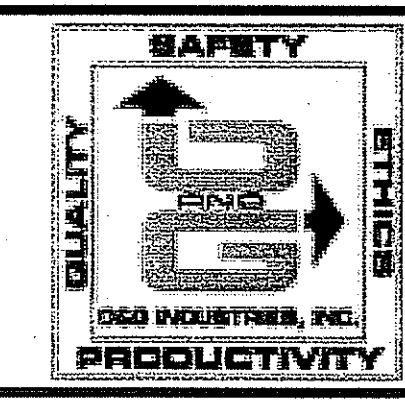 SAFETY
QUALITY
AND
ETHICS
INDUSTRIES, INC.
PRODUCTIVITY